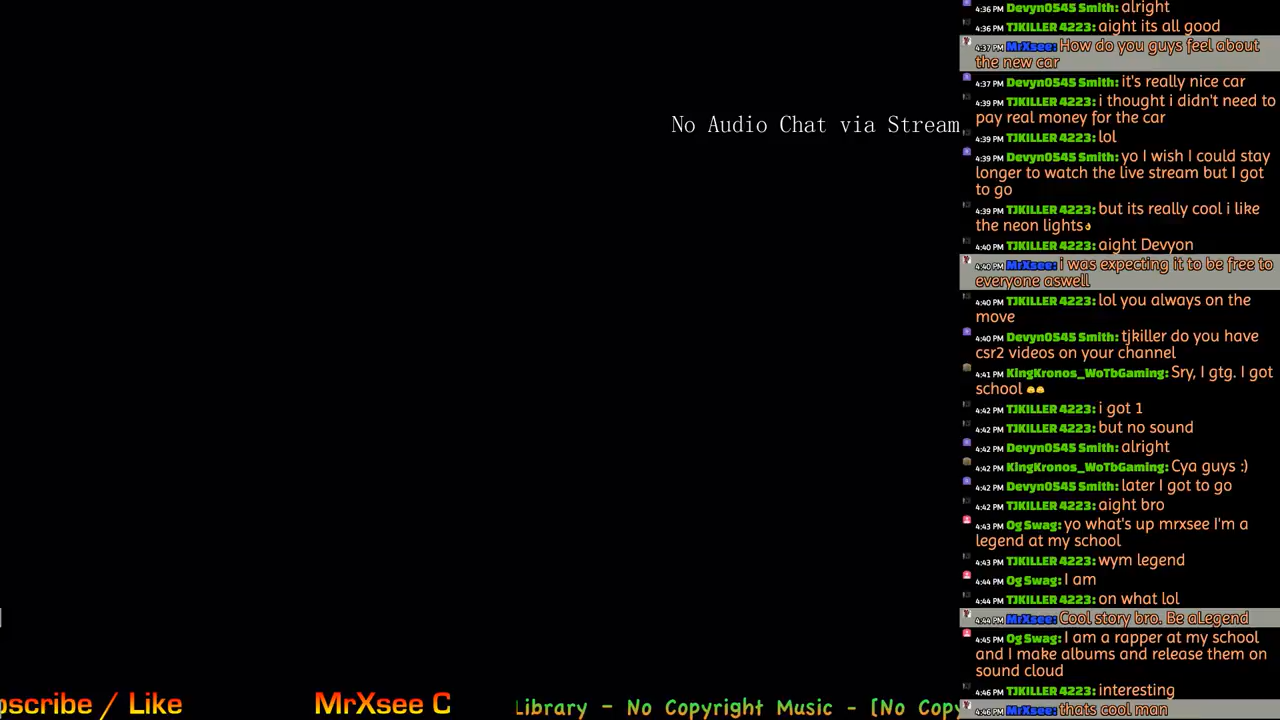 No Audio Chat via Stream
4:36 PM Devyn0545 Smith: alright
4:36 PM TJKILLER 4223: aight its all good
4:37 PM MrXsee: How do you guys feel about
the new car
4:37 PM Devyn0545 Smith: it's really nice car
4:39 PM TJKILLER 4223: i thought i didn't need to
pay real money for the car
4:39 PM TJKILLER 4223: lol
4:39 PM Devyn0545 Smith: yo I wish I could stay
longer to watch the live stream but I got
to go
4:39 PM TJKILLER 4223: but its really cool i like
the neon lights👌
4:40 PM TJKILLER 4223: aight Devyon
4:40 PM MrXsee: i was expecting it to be free to
everyone aswell
4:40 PM TJKILLER 4223: lol you always on the
move
4:40 PM Devyn0545 Smith: tjkiller do you have
csr2 videos on your channel
4:41 PM KingKronos_WoTbGaming: Sry, I gtg. I got
school
4:42 PM TJKILLER 4223: i got 1
4:42 PM TJKILLER 4223: but no sound
4:42 PM Devyn0545 Smith: alright
4:42 PM KingKronos_WoTbGaming: Cya guys :)
4:42 PM Devyn0545 Smith: later I got to go
4:42 PM TJKILLER 4223: aight bro
4:43 PM Og Swag: yo what's up mrxsee I'm a
legend at my school
4:43 PM TJKILLER 4223: wym legend
4:44 PM Og Swag: I am
4:44 PM TJKILLER 4223: on what lol
4:44 PM MrXsee: Cool story bro. Be aLegend
4:45 PM Og Swag: I am a rapper at my school
and I make albums and release them on
sound cloud
4:46 PM TJKILLER 4223: interesting
4:46 PM MrXsee: thats cool man
bscribe / Like MrXsee C Library - No Copyright Music - [No Copy